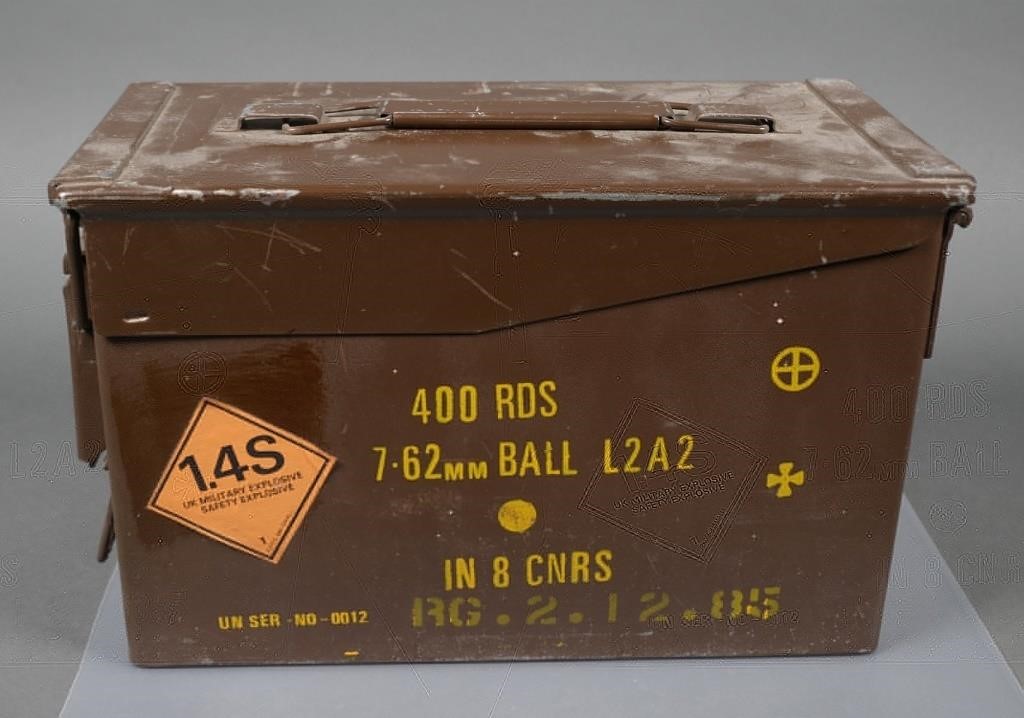 400 RDS
7·62MM BALL L2A2
IN 8 CNRS
RG.2.12.85
UN SER-NO-0012
1.4S
UK MILITARY EXPLOSIVE
SAFETY EXPLOSIVE